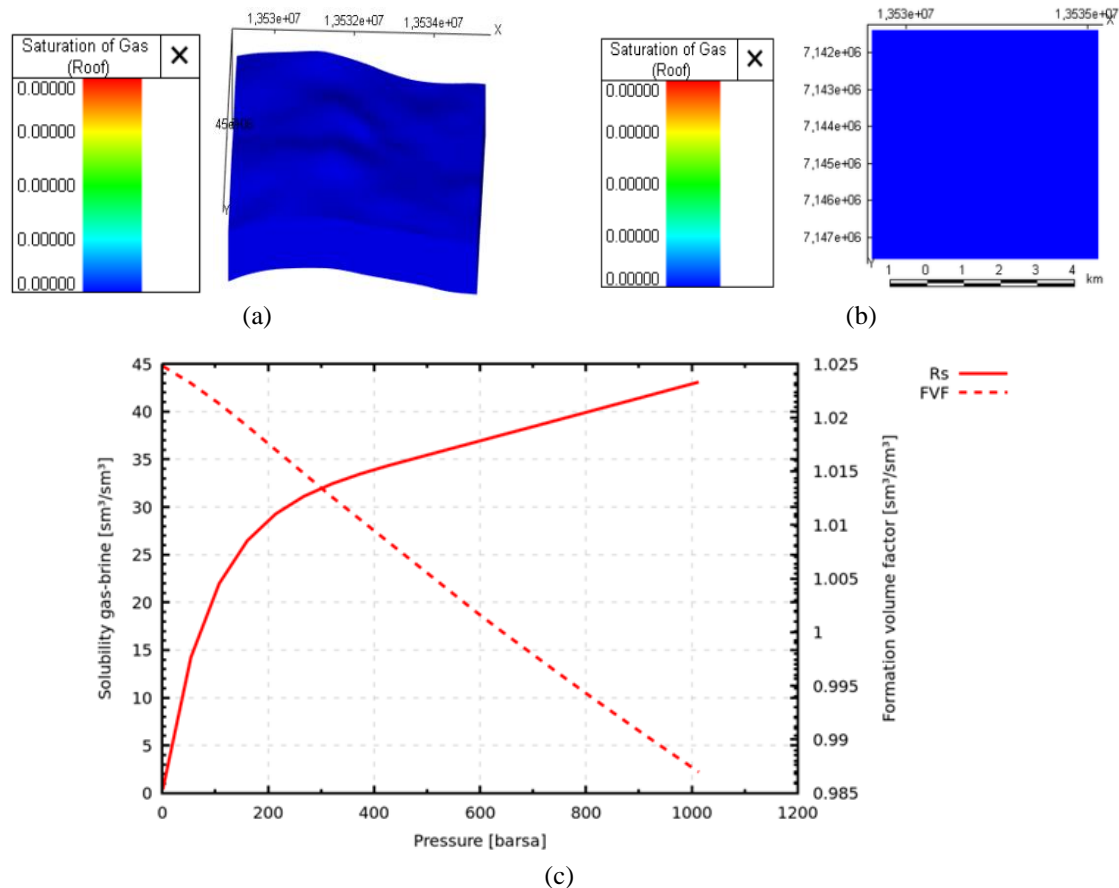 1,353e+07 1,3532e+07 1,3534e+07 X
Saturation of Gas
(Roof)
X
0.00000
0.00000
0.00000
0.00000
0.00000
Y
(a)
1,353e+07 1,3535e+07
X
Saturation of Gas
(Roof)
X
0.00000
0.00000
0.00000
0.00000
0.00000
7,142e+06
7,143e+06
7,144e+06
7,145e+06
7,146e+06
7,147e+06
1 0 1 2 3 4
km
(b)
45
40
35
30
25
20
15
10
5
0
Solubility gas-brine [sm³/sm³]
0 200 400 600 800 1000 1200
Pressure [barsa]
1.025
1.02
1.015
1.01
1.005
1
0.995
0.99
0.985
Formation volume factor [sm³/sm³]
Rs
FVF
(c)